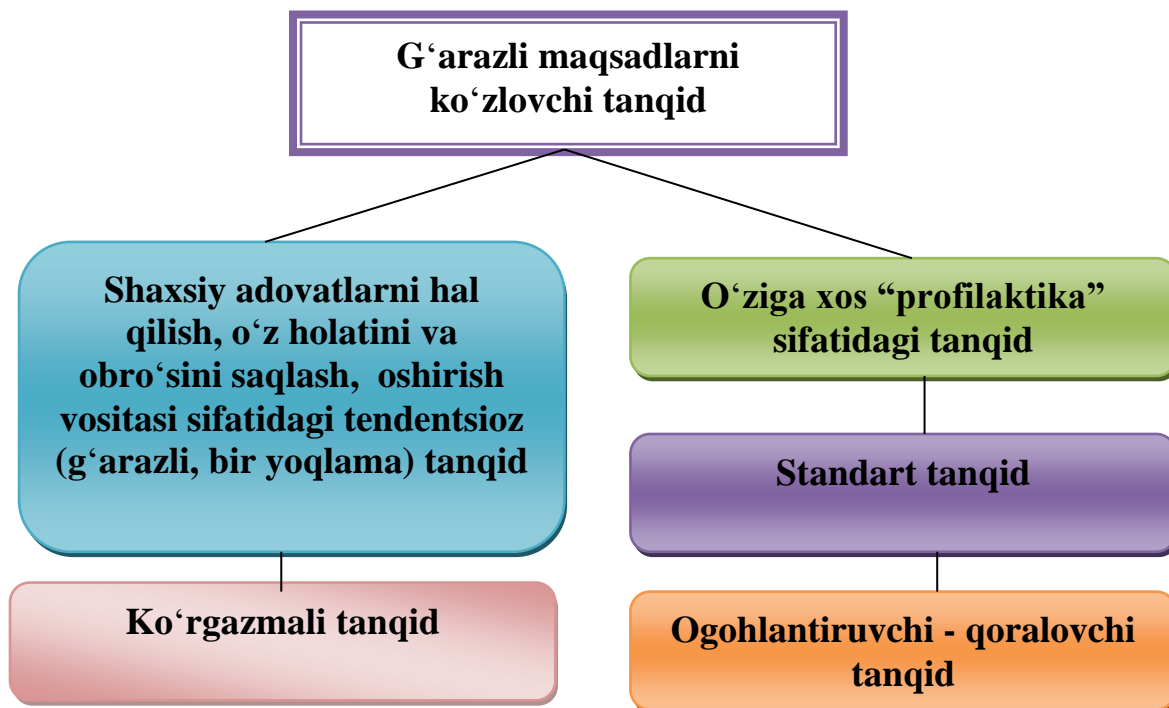 G‘arazli maqsadlarni
ko‘zlovchi tanqid
Shaxsiy adovatlarni hal
qilish, o‘z holatini va
obro‘sini saqlash, oshirish
vositasi sifatidagi tendentsioz
(g‘arazli, bir yoqlama) tanqid
Ko‘rgazmali tanqid
O‘ziga xos “profilaktika”
sifatidagi tanqid
Standart tanqid
Ogohlantiruvchi - qoralovchi
tanqid